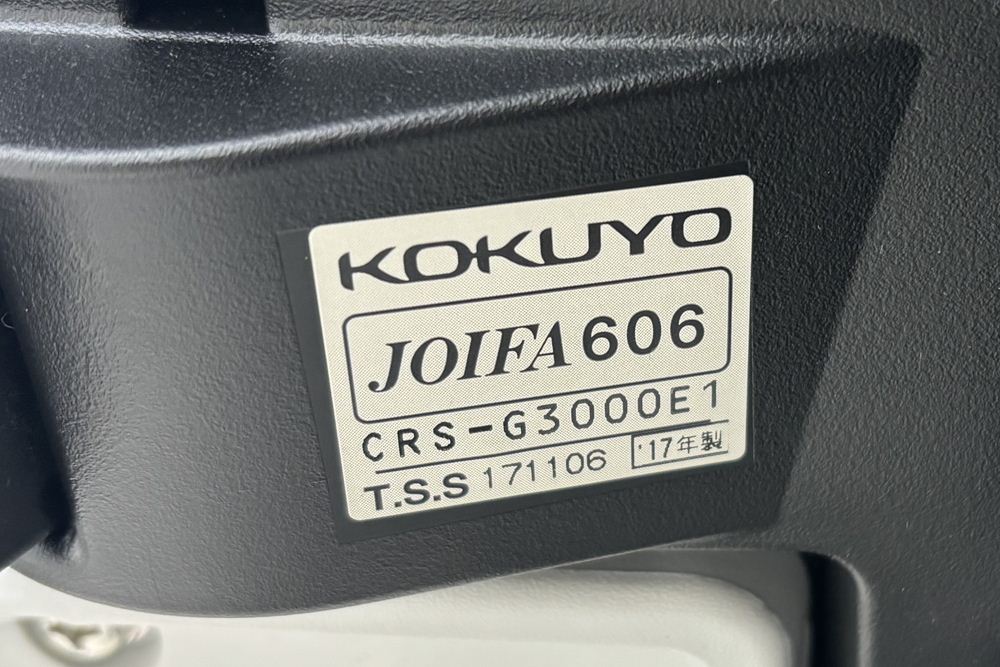 KOKUYO
JOIFA 606
CRS-G3000E1
T.S.S 171106 '17年製